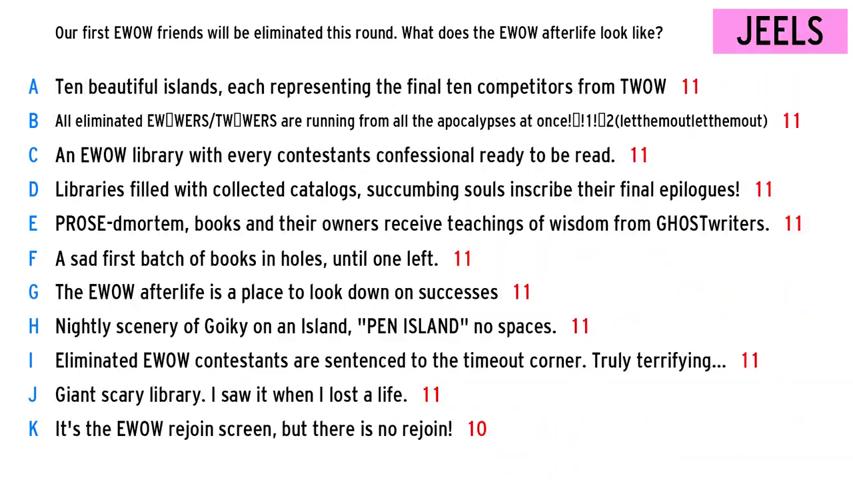 Our first EWOW friends will be eliminated this round. What does the EWOW afterlife look like?
JEELS
A Ten beautiful islands, each representing the final ten competitors from TWOW 11
B All eliminated EW▯WERS/TW▯WERS are running from all the apocalypses at once!▯!1!▯2(letthemoutletthemout) 11
C An EWOW library with every contestants confessional ready to be read. 11
D Libraries filled with collected catalogs, succumbing souls inscribe their final epilogues! 11
E PROSE-dmortem, books and their owners receive teachings of wisdom from GHOSTwriters. 11
F A sad first batch of books in holes, until one left. 11
G The EWOW afterlife is a place to look down on successes 11
H Nightly scenery of Goiky on an Island, "PEN ISLAND" no spaces. 11
I Eliminated EWOW contestants are sentenced to the timeout corner. Truly terrifying... 11
J Giant scary library. I saw it when I lost a life. 11
K It's the EWOW rejoin screen, but there is no rejoin! 10